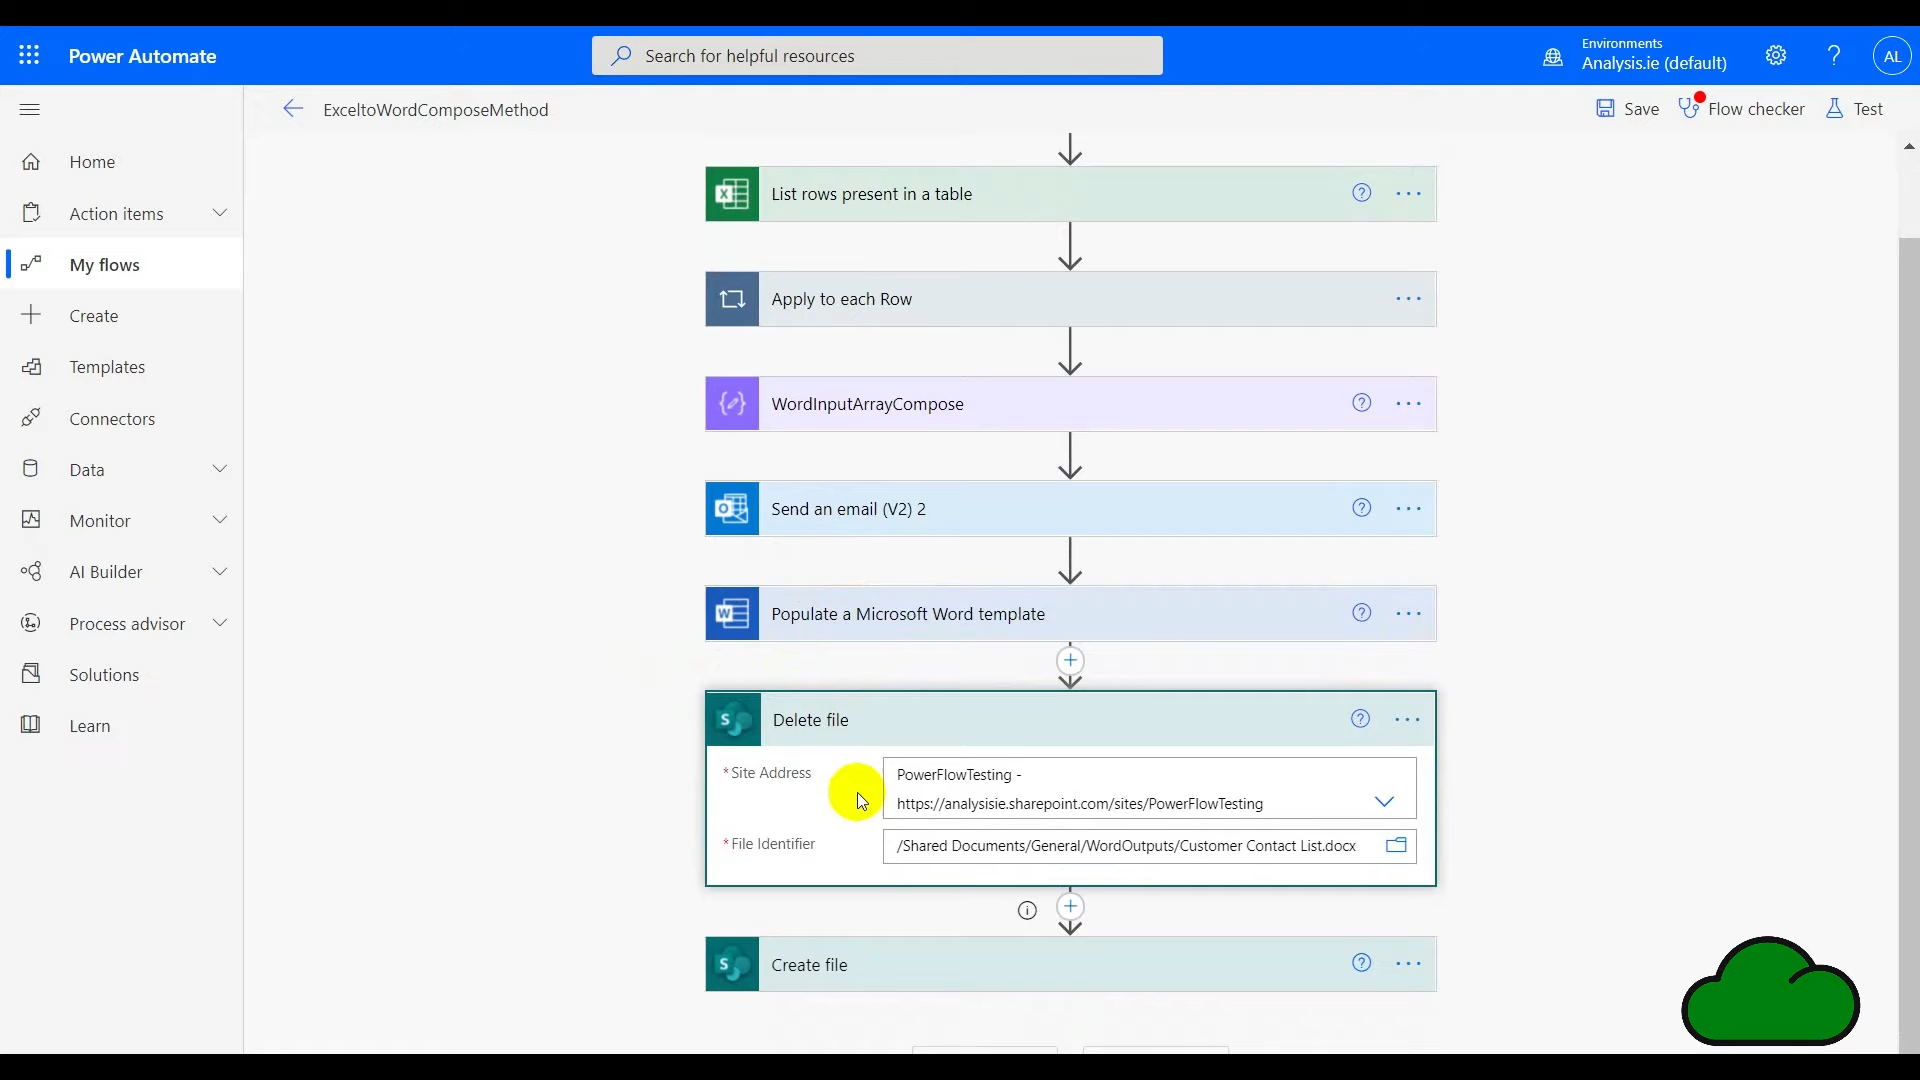 Power Automate
Search for helpful resources
Environments
Analysis.ie (default)
?
AL
ExceltoWordComposeMethod
Save
Flow checker
Test
Home
Action items
My flows
Create
Templates
Connectors
Data
Monitor
AI Builder
Process advisor
Solutions
Learn
List rows present in a table
Apply to each Row
WordInputArrayCompose
Send an email (V2) 2
Populate a Microsoft Word template
Delete file
* Site Address
PowerFlowTesting -
https://analysisie.sharepoint.com/sites/PowerFlowTesting
* File Identifier
/Shared Documents/General/WordOutputs/Customer Contact List.docx
Create file